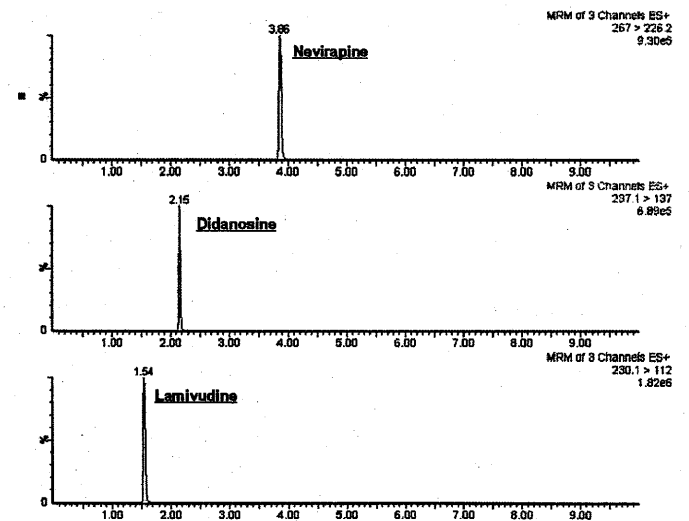 MRM of 3 Channels ES+
267 > 226.2
9.30e5
3.86
Nevirapine
%
0
1.00 2.00 3.00 4.00 5.00 6.00 7.00 8.00 9.00
MRM of 3 Channels ES+
237.1 > 137
6.89e5
2.15
Didanosine
%
0
1.00 2.00 3.00 4.00 5.00 6.00 7.00 8.00 9.00
MRM of 3 Channels ES+
230.1 > 112
1.82e6
1.54
Lamivudine
%
0
1.00 2.00 3.00 4.00 5.00 6.00 7.00 8.00 9.00